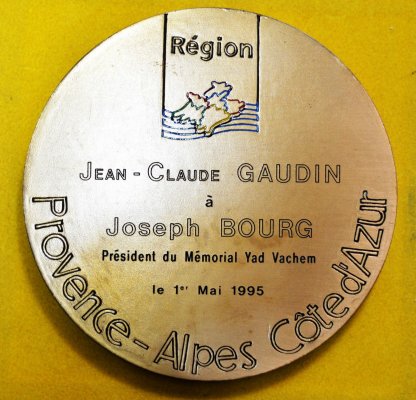 Région
JEAN-CLAUDE GAUDIN
à
Joseph BOURG
Président du Mémorial Yad Vachem
le 1er Mai 1995
Provence-Alpes Côte d'Azur